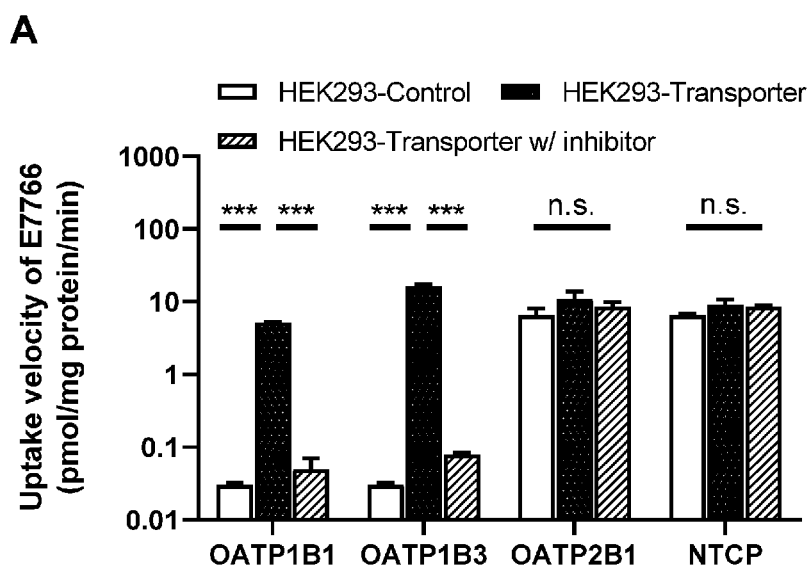 A
HEK293-Control HEK293-Transporter
HEK293-Transporter w/ inhibitor
Uptake velocity of E7766
(pmol/mg protein/min)
1000
100
10
1
0.1
0.01
*** *** *** *** n.s. n.s.
OATP1B1 OATP1B3 OATP2B1 NTCP